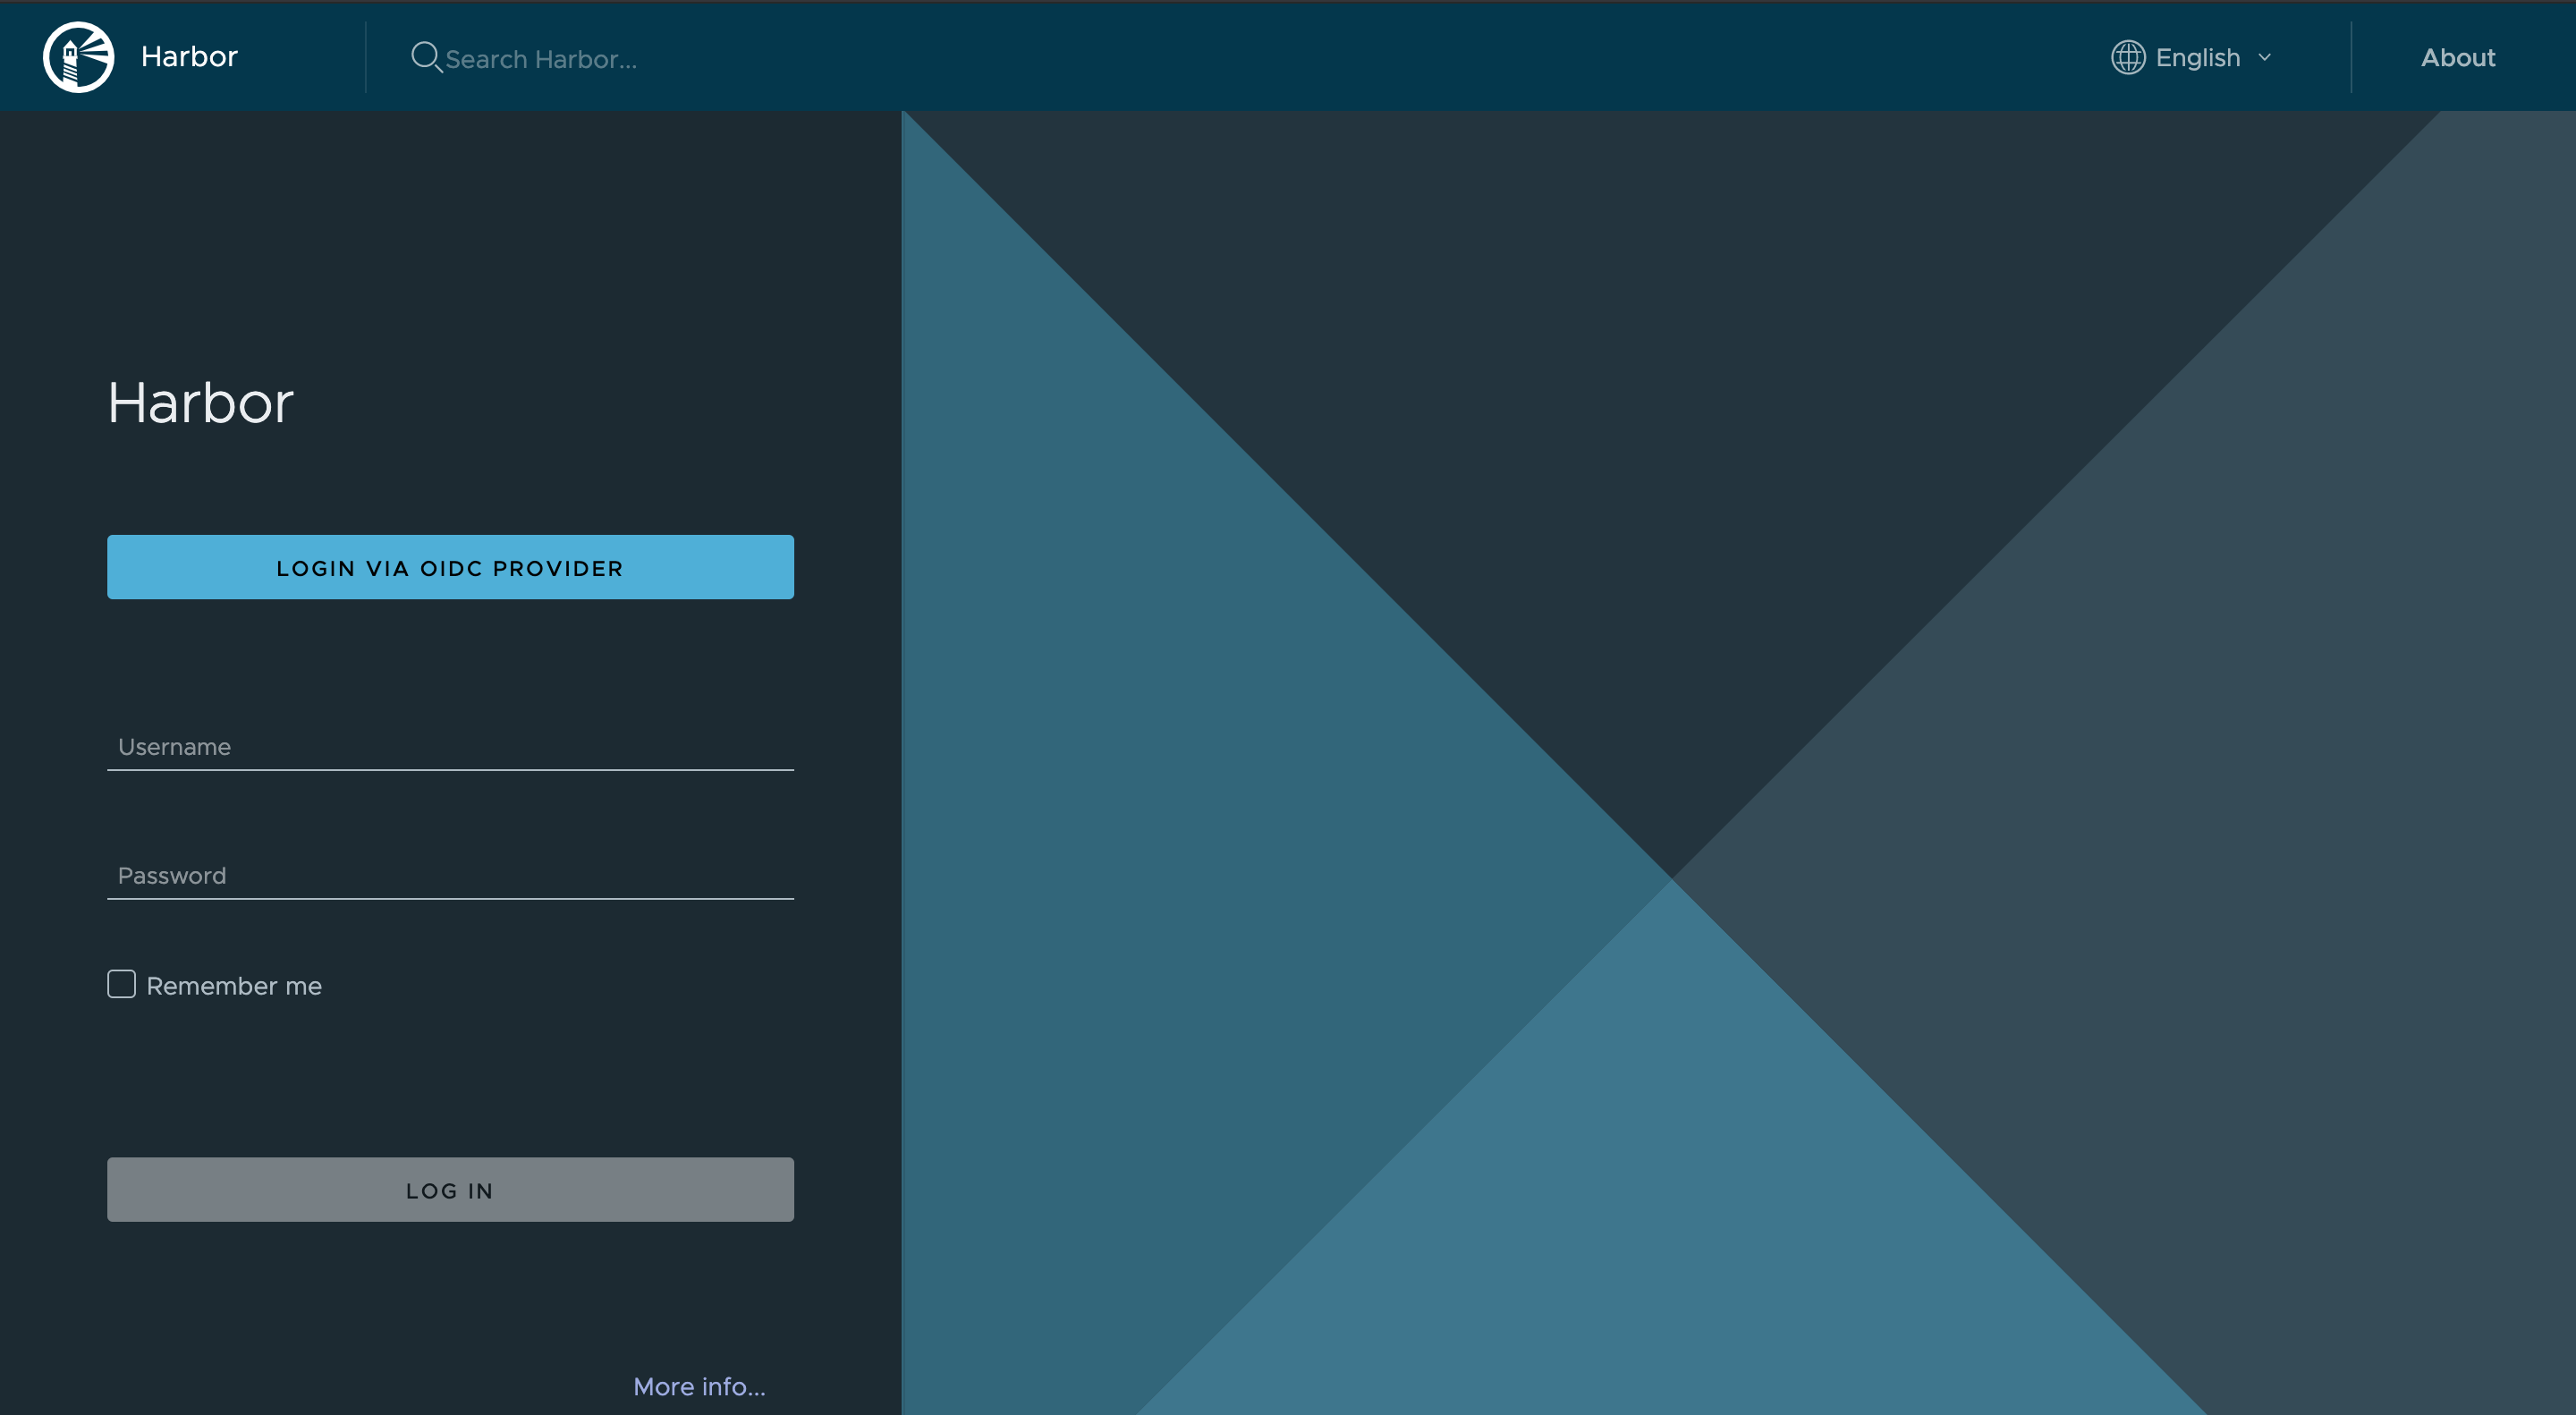 Harbor
Search Harbor...
English
About
Harbor
LOGIN VIA OIDC PROVIDER
Username
Password
Remember me
LOG IN
More info...